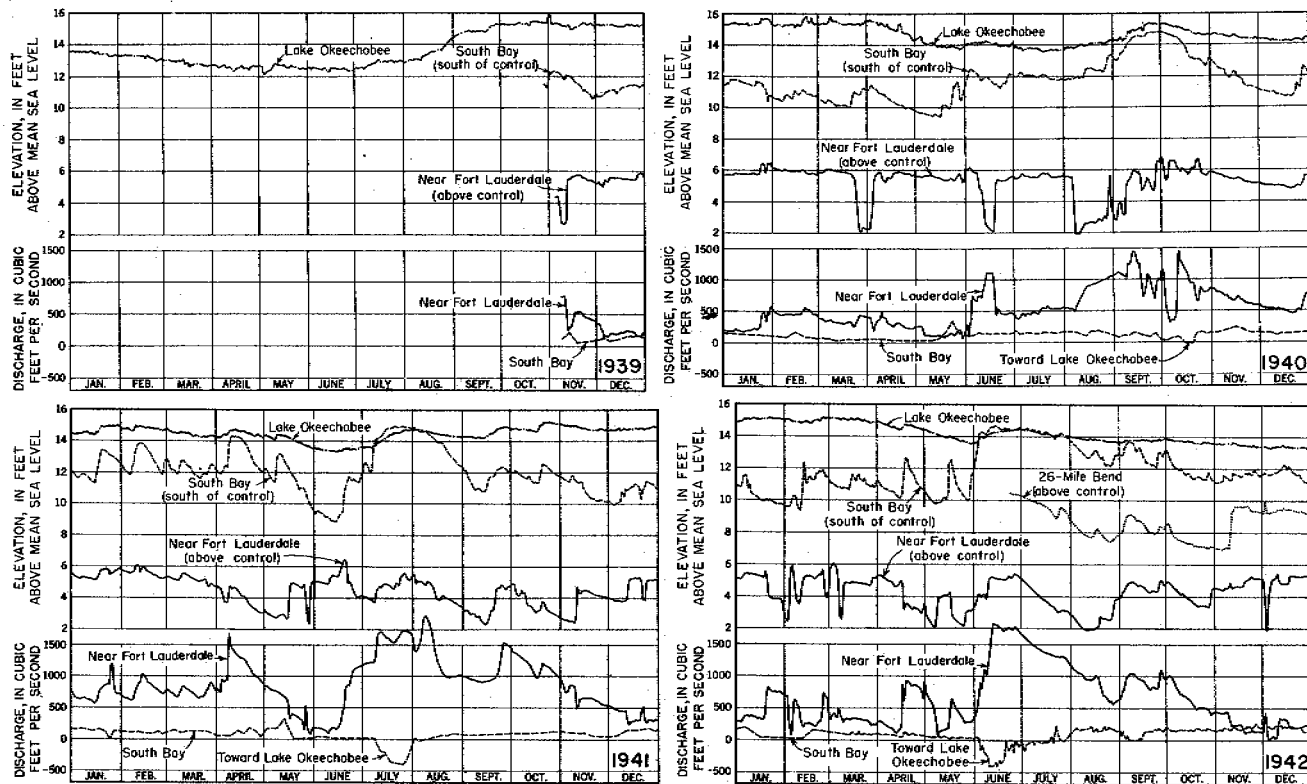 ELEVATION, IN FEET
ABOVE MEAN SEA LEVEL
16
14
12
10
8
6
4
2
Lake Okeechobee
South Bay
(south of control)
Near Fort Lauderdale
(above control)
DISCHARGE, IN CUBIC
FEET PER SECOND
1500
1000
500
0
-500
Near Fort Lauderdale
South Bay
1939
JAN. FEB. MAR. APRIL MAY JUNE JULY AUG. SEPT. OCT. NOV. DEC.
ELEVATION, IN FEET
ABOVE MEAN SEA LEVEL
16
14
12
10
8
6
4
2
Lake Okeechobee
South Bay
(south of control)
Near Fort Lauderdale
(above control)
DISCHARGE, IN CUBIC
FEET PER SECOND
1500
1000
500
0
-500
Near Fort Lauderdale
South Bay
Toward Lake Okeechobee
1940
JAN. FEB. MAR. APRIL MAY JUNE JULY AUG. SEPT. OCT. NOV. DEC.
ELEVATION, IN FEET
ABOVE MEAN SEA LEVEL
16
14
12
10
8
6
4
2
Lake Okeechobee
South Bay
(south of control)
Near Fort Lauderdale
(above control)
DISCHARGE, IN CUBIC
FEET PER SECOND
1500
1000
500
0
-500
Near Fort Lauderdale
South Bay
Toward Lake Okeechobee
1941
JAN. FEB. MAR. APRIL MAY JUNE JULY AUG. SEPT. OCT. NOV. DEC.
ELEVATION, IN FEET
ABOVE MEAN SEA LEVEL
16
14
12
10
8
6
4
2
Lake Okeechobee
South Bay
(south of control)
26-Mile Bend
(above control)
Near Fort Lauderdale
(above control)
DISCHARGE, IN CUBIC
FEET PER SECOND
1500
1000
500
0
-500
Near Fort Lauderdale
South Bay
Toward Lake
Okeechobee
1942
JAN. FEB. MAR. APRIL MAY JUNE JULY AUG. SEPT. OCT. NOV. DEC.